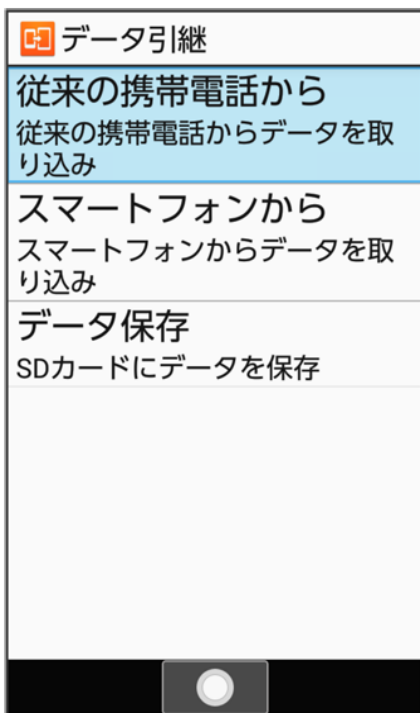 データ引継
従来の携帯電話から
従来の携帯電話からデータを取
り込み
スマートフォンから
スマートフォンからデータを取
り込み
データ保存
SDカードにデータを保存